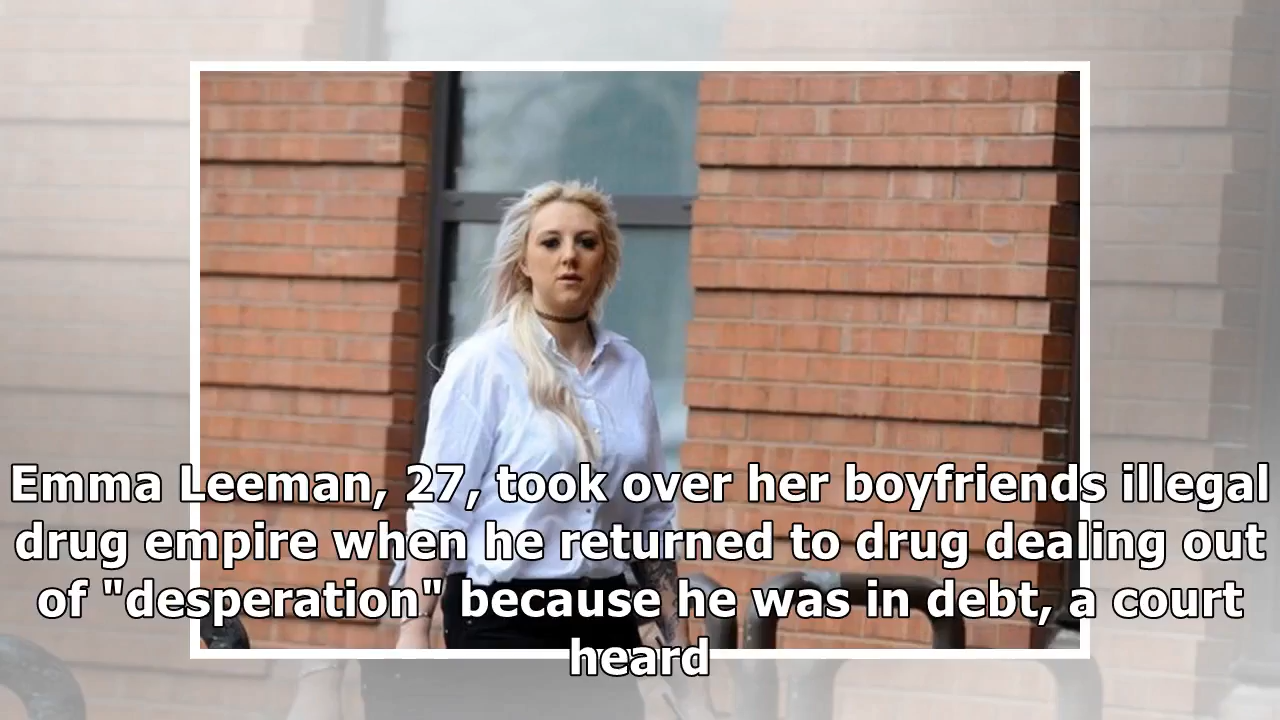 Emma Leeman, 27, took over her boyfriends illegal
drug empire when he returned to drug dealing out
of "desperation" because he was in debt, a court
heard